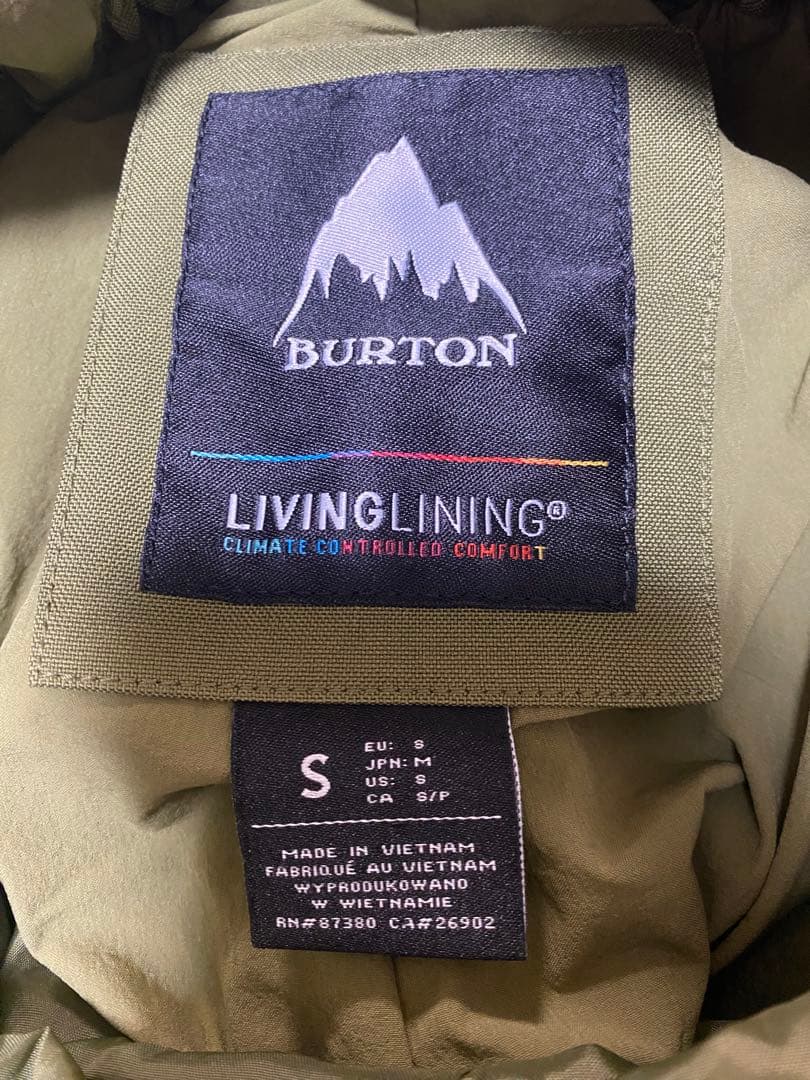 BURTON
LIVINGLINING®
CLIMATE CONTROLLED COMFORT
S
EU: S
JPN: M
US: S
CA S/P
MADE IN VIETNAM
FABRIQUÉ AU VIETNAM
WYPRODUKOWANO
W WIETNAMIE
RN#87380 CA#26902